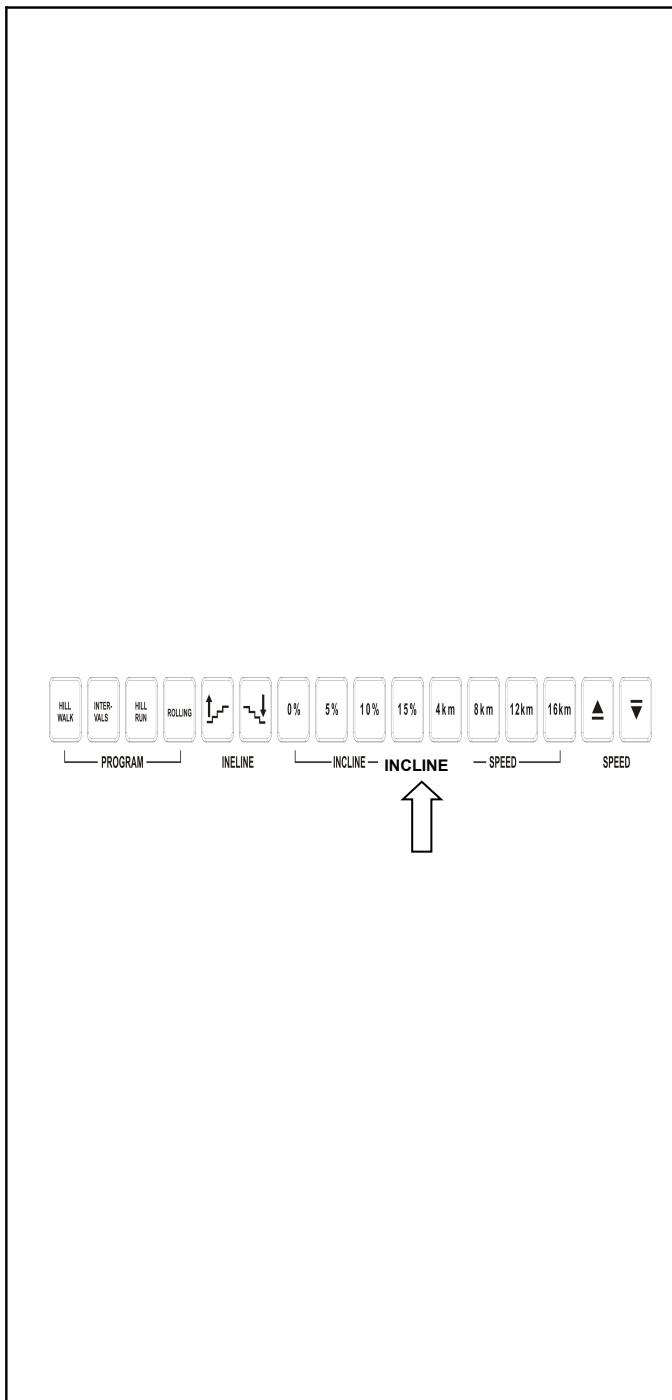 HILL WALK
INTER-VALS
HILL RUN
ROLLING
0%
5%
10%
15%
4km
8km
12km
16km
PROGRAM
INELINE
INCLINE
INCLINE
SPEED
SPEED